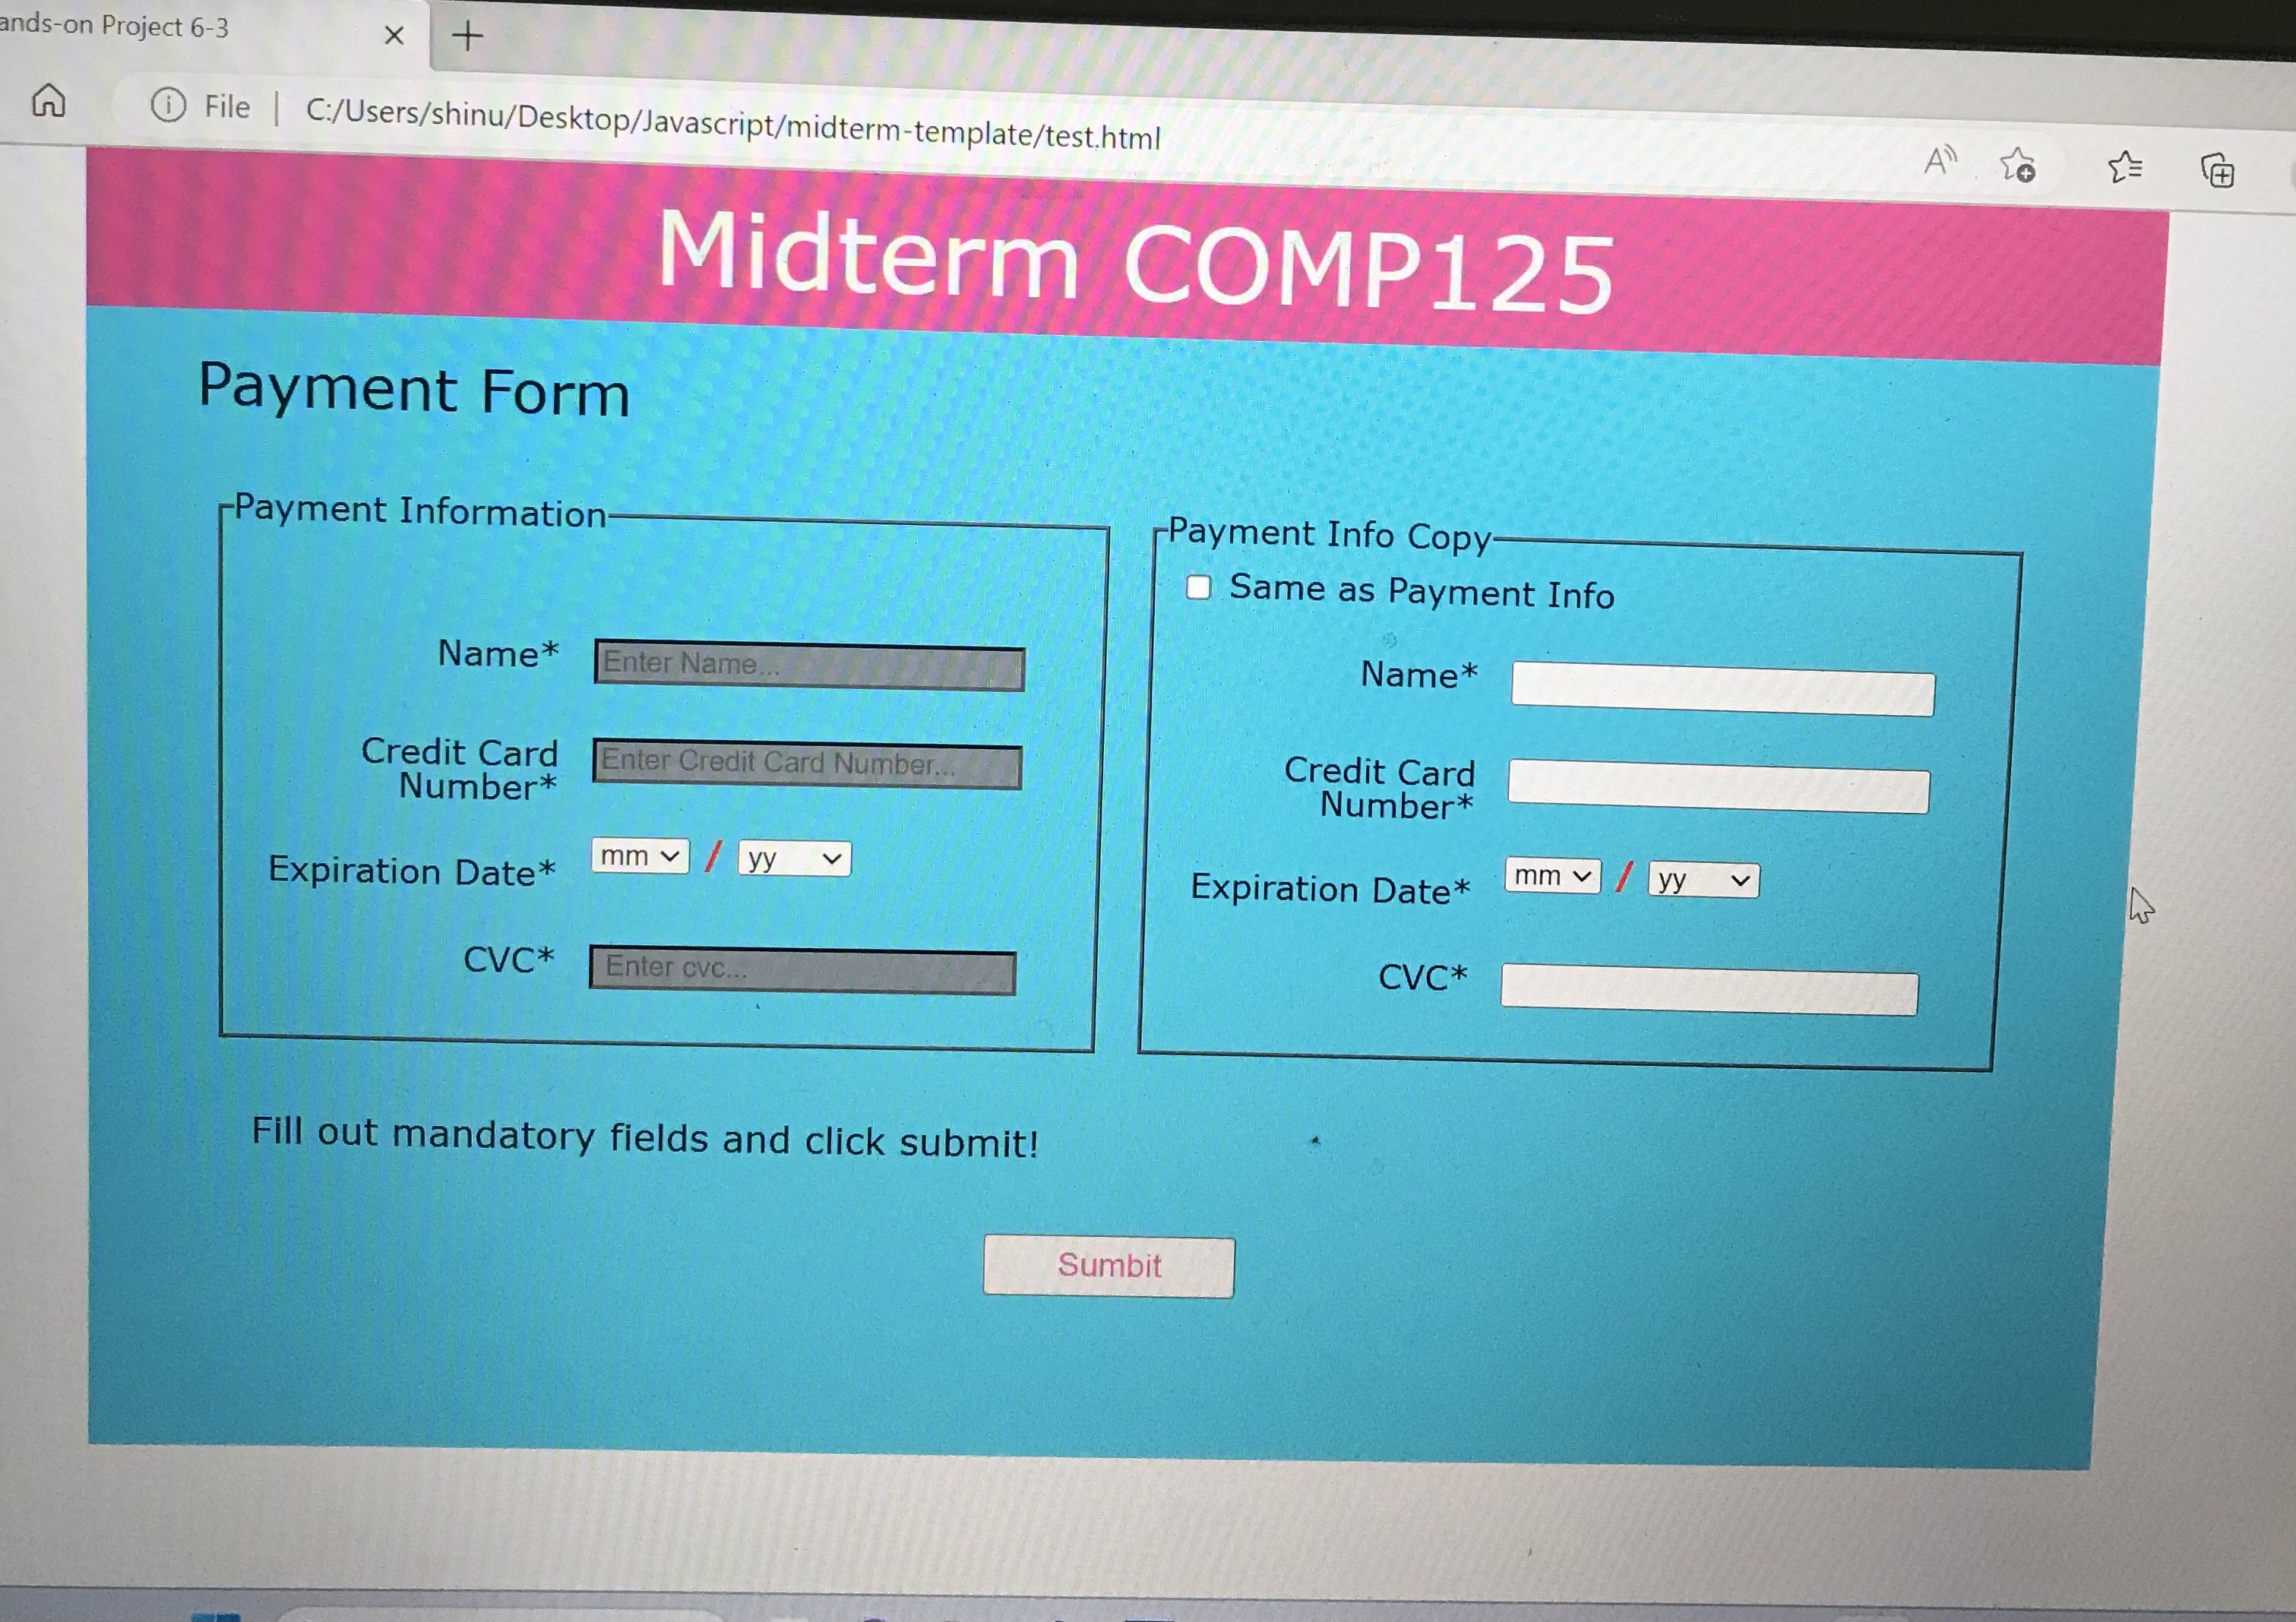 ands-on Project 6-3
File | C:/Users/shinu/Desktop/Javascript/midterm-template/test.html
Midterm COMP125
Payment Form
Payment Information
Name* Enter Name...
Credit Card
Number* Enter Credit Card Number...
Expiration Date* mm / yy
CVC* Enter cvc...
Payment Info Copy
Same as Payment Info
Name*
Credit Card
Number*
Expiration Date* mm / yy
CVC*
Fill out mandatory fields and click submit!
Sumbit